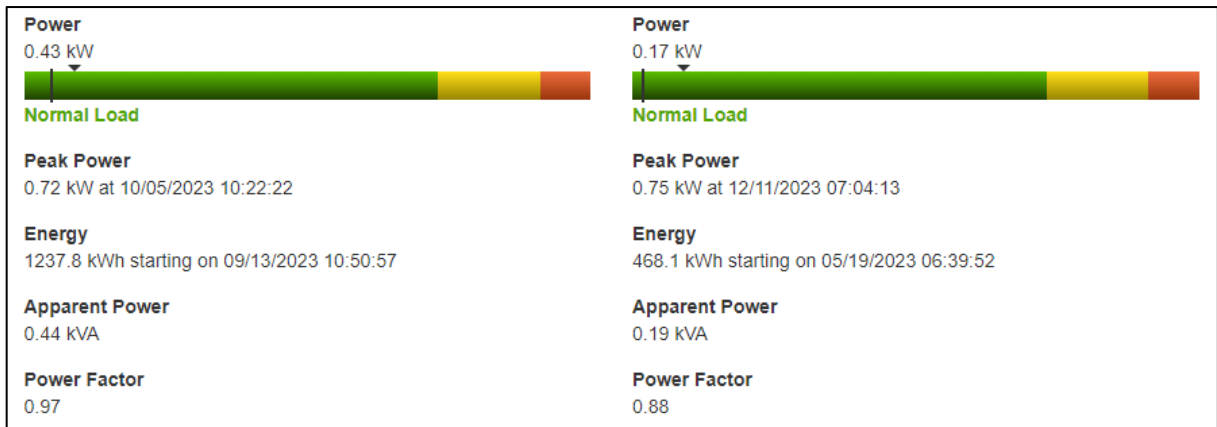 Power
0.43 kW
Normal Load
Peak Power
0.72 kW at 10/05/2023 10:22:22
Energy
1237.8 kWh starting on 09/13/2023 10:50:57
Apparent Power
0.44 kVA
Power Factor
0.97
Power
0.17 kW
Normal Load
Peak Power
0.75 kW at 12/11/2023 07:04:13
Energy
468.1 kWh starting on 05/19/2023 06:39:52
Apparent Power
0.19 kVA
Power Factor
0.88